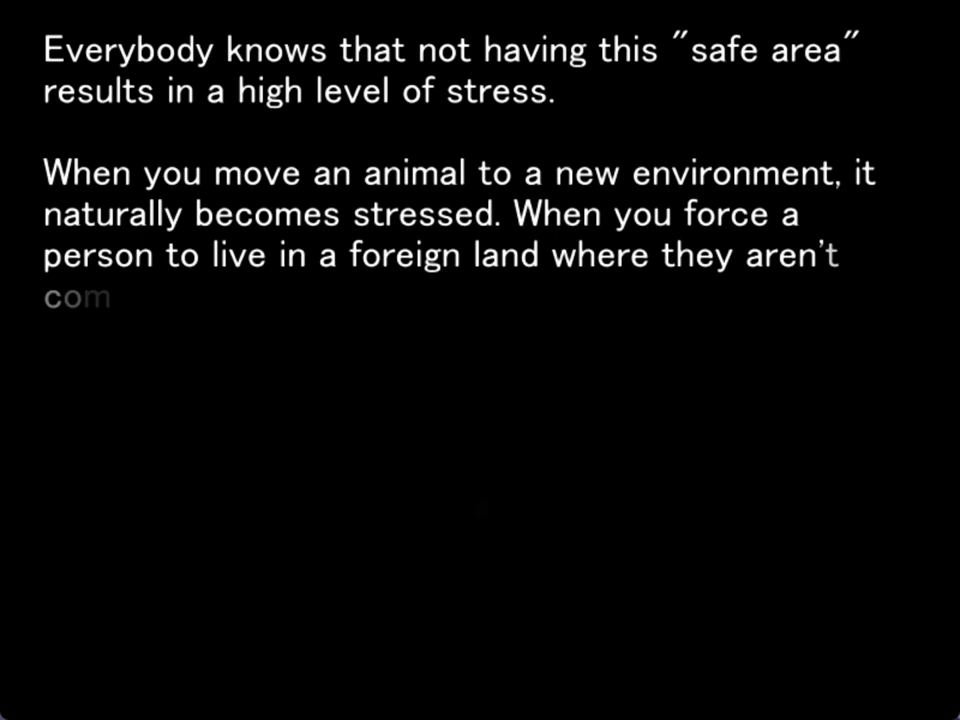 Everybody knows that not having this "safe area"
results in a high level of stress.
When you move an animal to a new environment, it
naturally becomes stressed. When you force a
person to live in a foreign land where they aren't
com